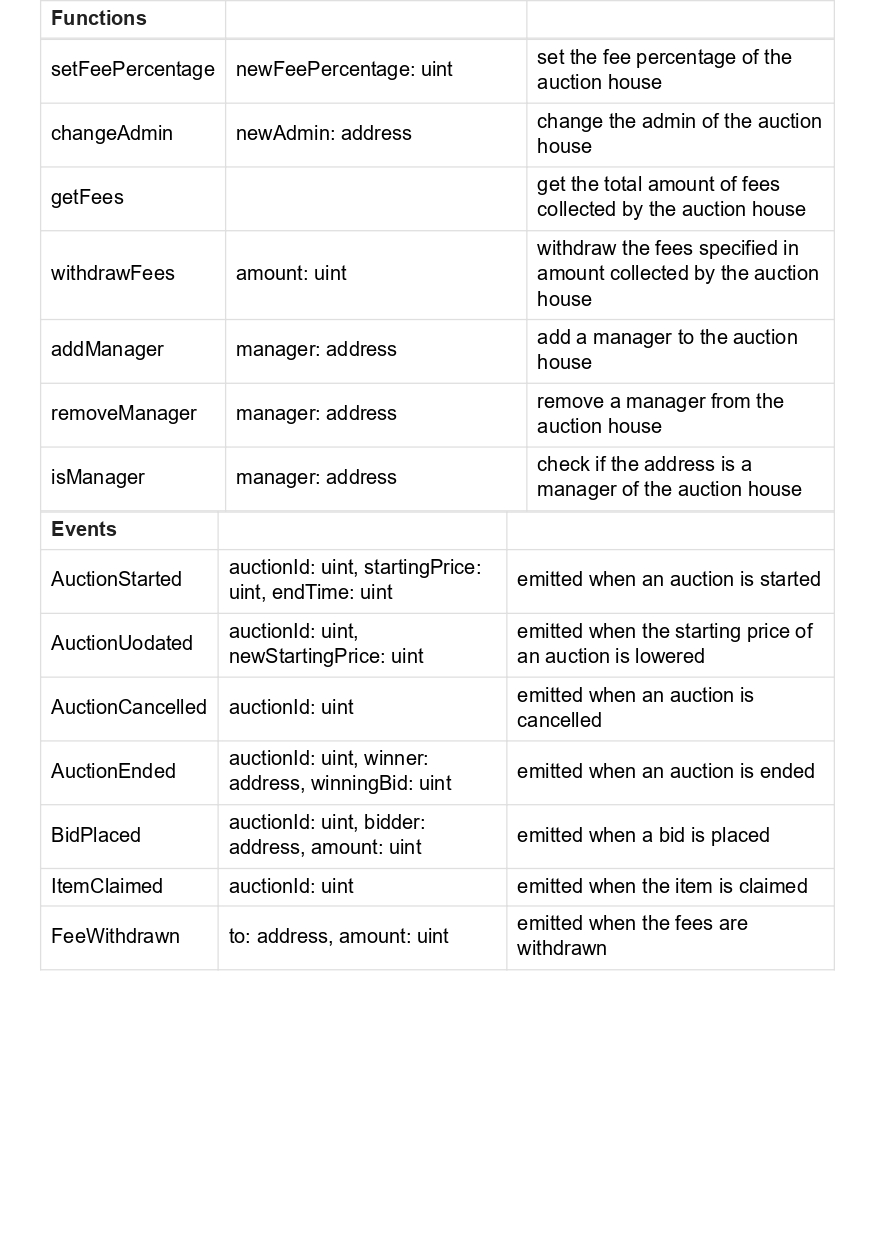 Functions
setFeePercentage newFeePercentage: uint set the fee percentage of the
auction house
changeAdmin newAdmin: address change the admin of the auction
house
getFees get the total amount of fees
collected by the auction house
withdrawFees amount: uint withdraw the fees specified in
amount collected by the auction
house
addManager manager: address add a manager to the auction
house
removeManager manager: address remove a manager from the
auction house
isManager manager: address check if the address is a
manager of the auction house
Events
AuctionStarted auctionId: uint, startingPrice:
uint, endTime: uint emitted when an auction is started
AuctionUodated auctionId: uint,
newStartingPrice: uint emitted when the starting price of
an auction is lowered
AuctionCancelled auctionId: uint emitted when an auction is
cancelled
AuctionEnded auctionId: uint, winner:
address, winningBid: uint emitted when an auction is ended
BidPlaced auctionId: uint, bidder:
address, amount: uint emitted when a bid is placed
ItemClaimed auctionId: uint emitted when the item is claimed
FeeWithdrawn to: address, amount: uint emitted when the fees are
withdrawn